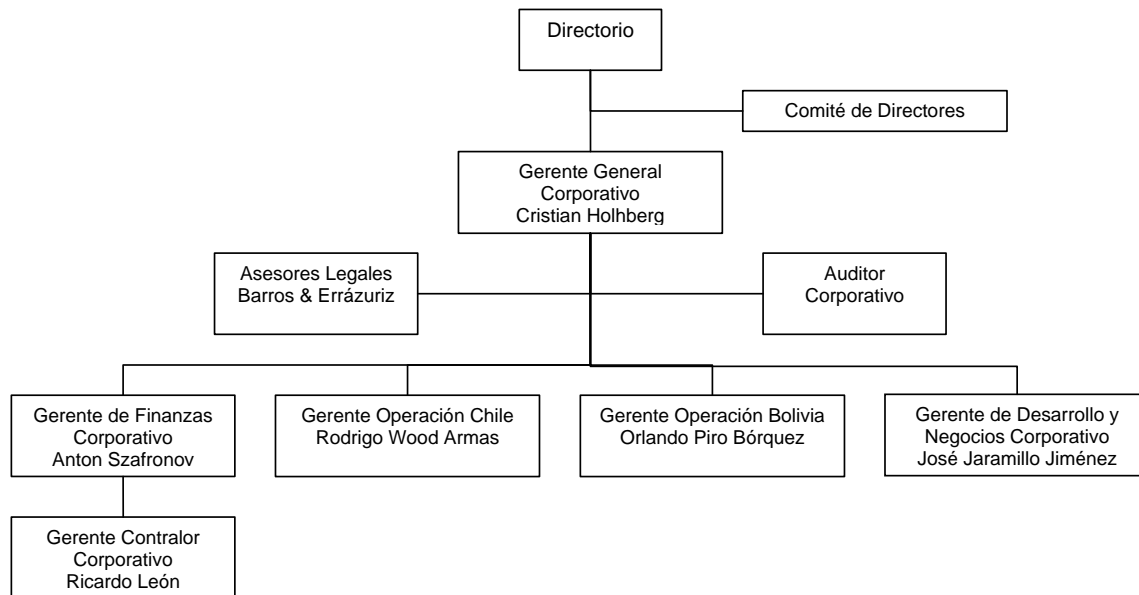 Directorio
Comité de Directores
Gerente General
Corporativo
Cristian Holhberg
Asesores Legales
Barros & Errázuriz
Auditor
Corporativo
Gerente de Finanzas
Corporativo
Anton Szafronov
Gerente Operación Chile
Rodrigo Wood Armas
Gerente Operación Bolivia
Orlando Piro Bórquez
Gerente de Desarrollo y
Negocios Corporativo
José Jaramillo Jiménez
Gerente Contralor
Corporativo
Ricardo León